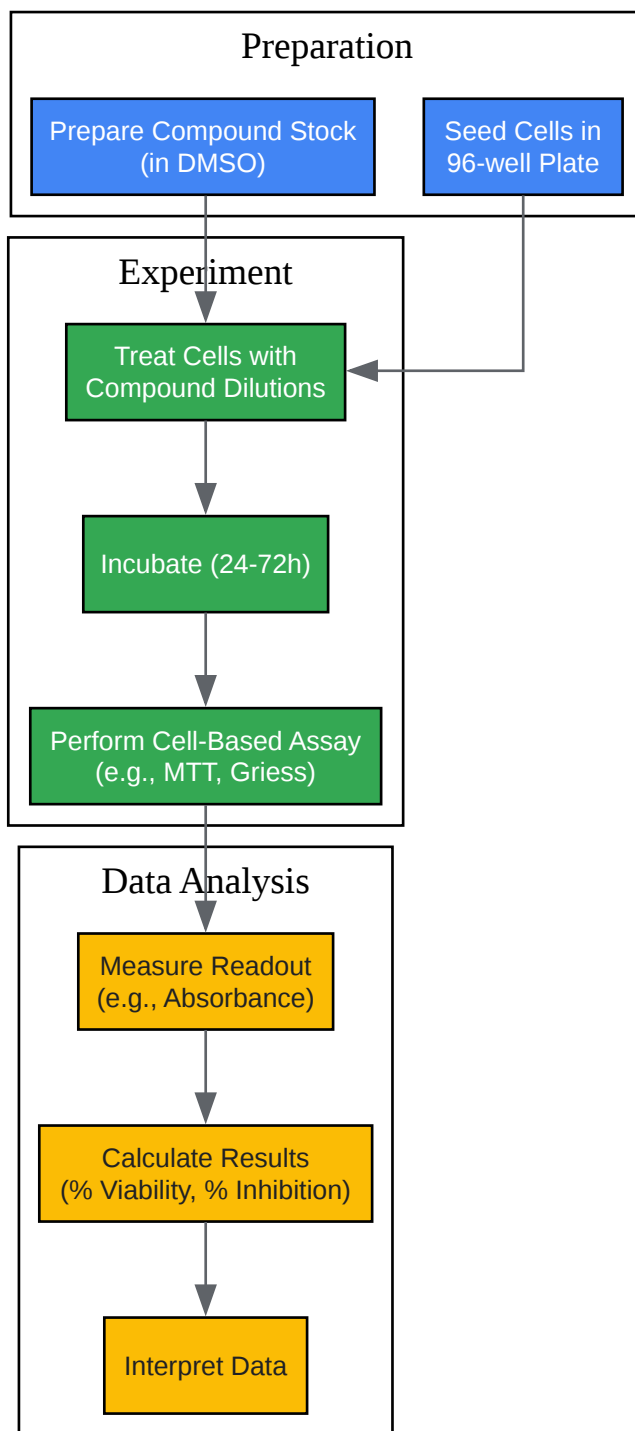 Preparation
Prepare Compound Stock
(in DMSO)
Seed Cells in
96-well Plate
Experiment
Treat Cells with
Compound Dilutions
Incubate (24-72h)
Perform Cell-Based Assay
(e.g., MTT, Griess)
Data Analysis
Measure Readout
(e.g., Absorbance)
Calculate Results
(% Viability, % Inhibition)
Interpret Data